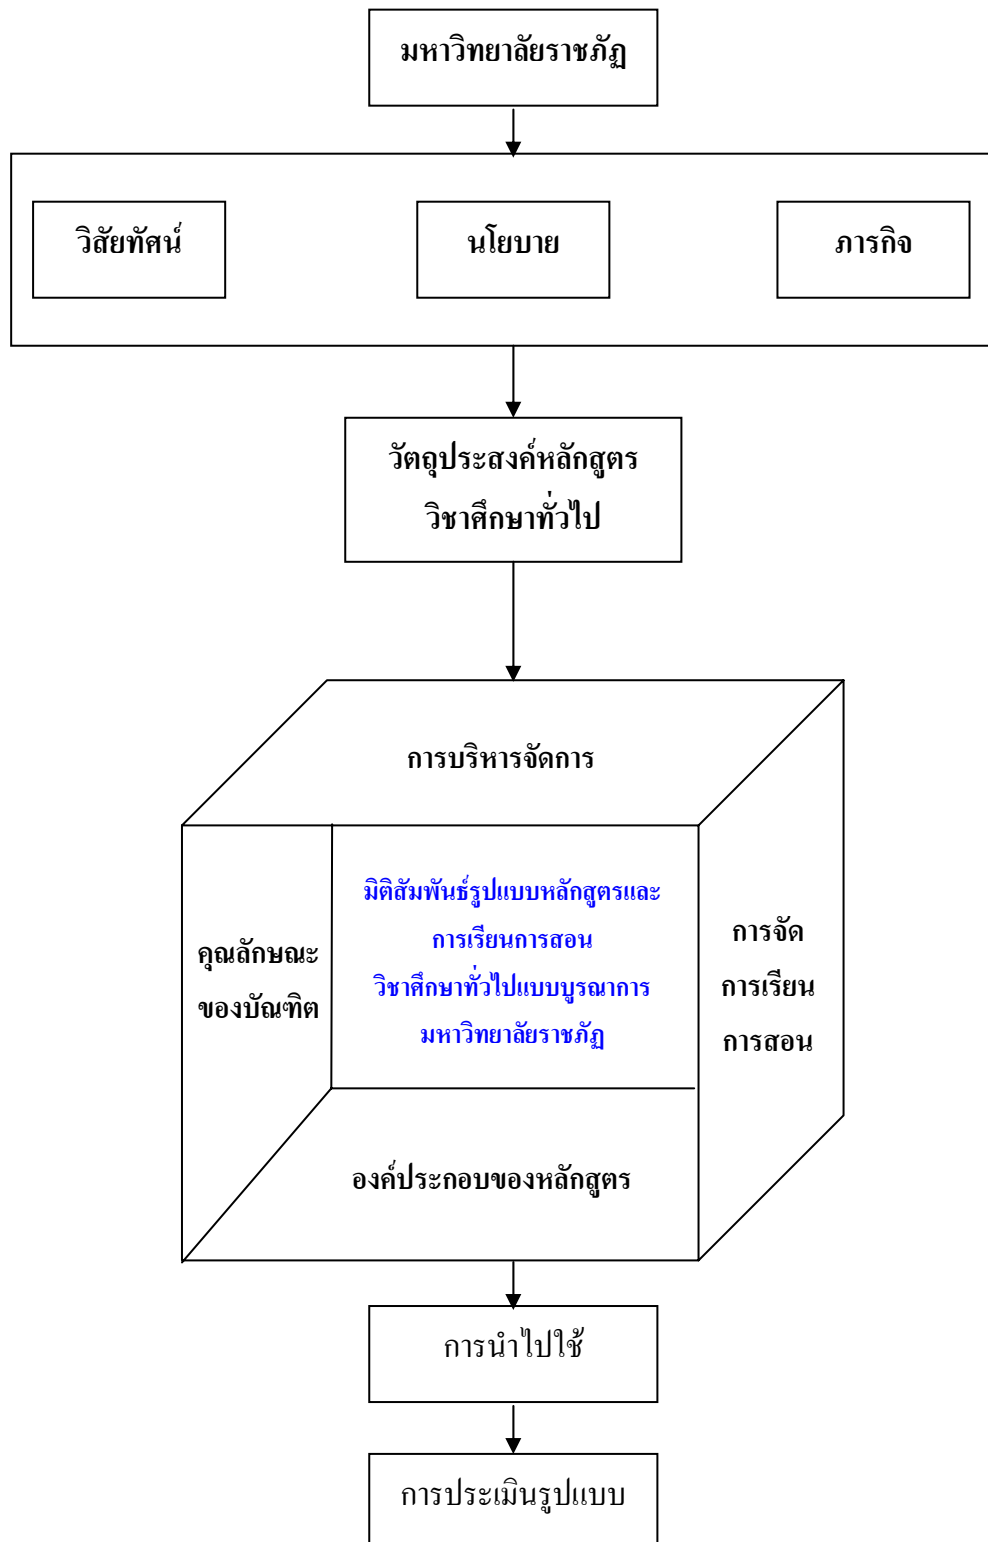 มหาวิทยาลัยราชภัฏ
วิสัยทัศน์
นโยบาย
ภารกิจ
วัตถุประสงค์หลักสูตร
วิชาศึกษาทั่วไป
การบริหารจัดการ
คุณลักษณะ
ของบัณฑิต
มิติสัมพันธ์รูปแบบหลักสูตรและ
การเรียนการสอน
วิชาศึกษาทั่วไปแบบบูรณาการ
มหาวิทยาลัยราชภัฏ
การจัด
การเรียน
การสอน
องค์ประกอบของหลักสูตร
การนำไปใช้
การประเมินรูปแบบ